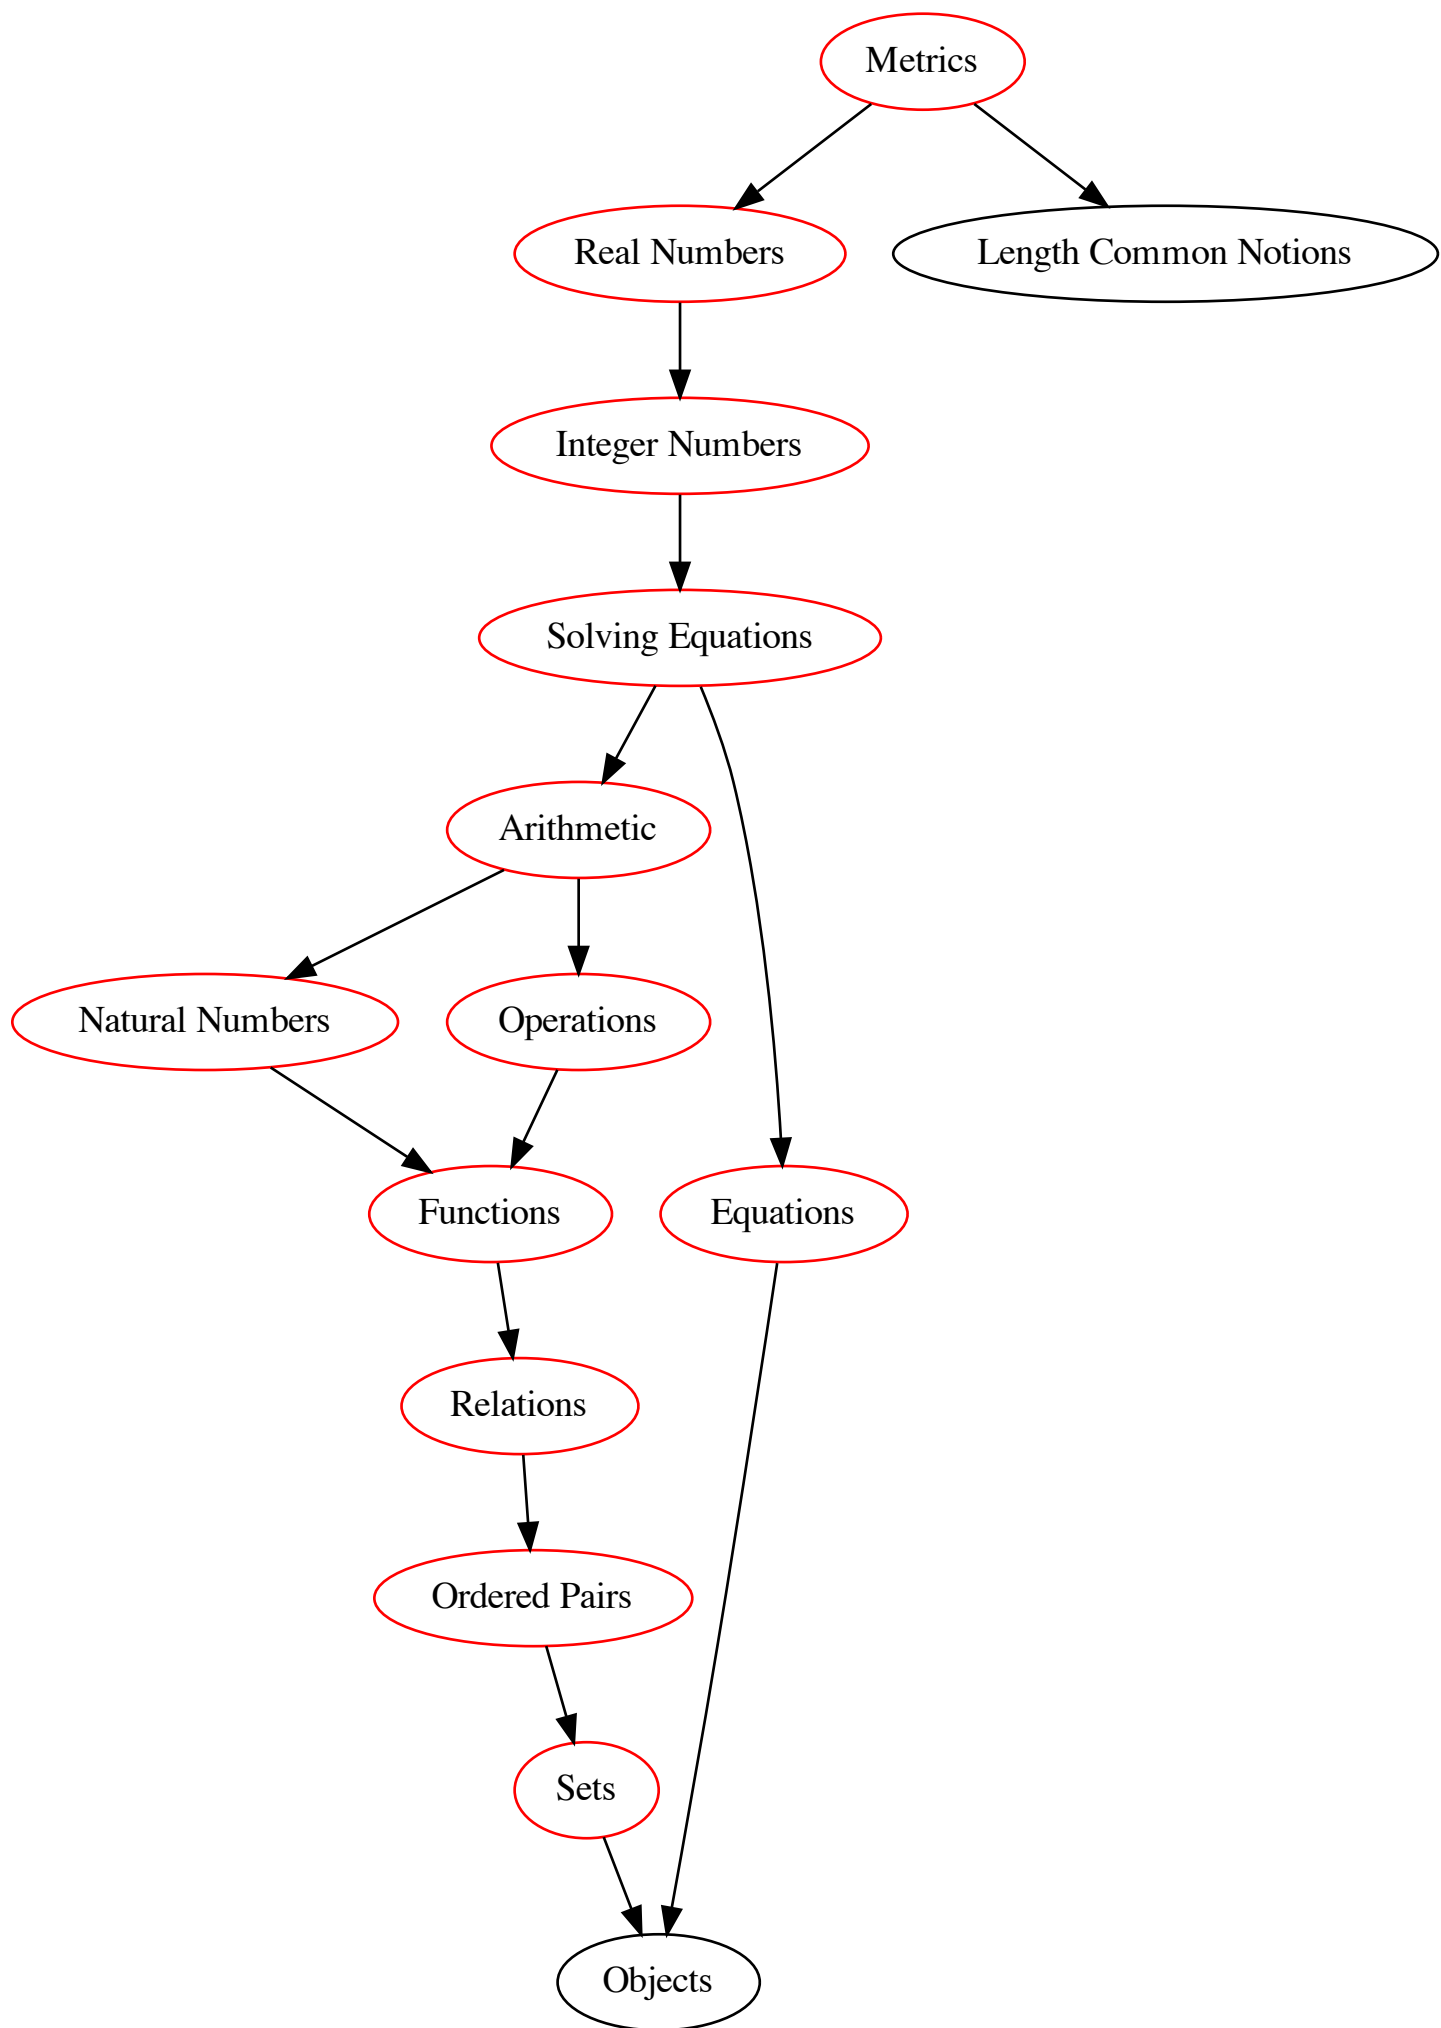 Metrics
Real Numbers
Length Common Notions
Integer Numbers
Solving Equations
Arithmetic
Natural Numbers
Operations
Functions
Equations
Relations
Ordered Pairs
Sets
Objects